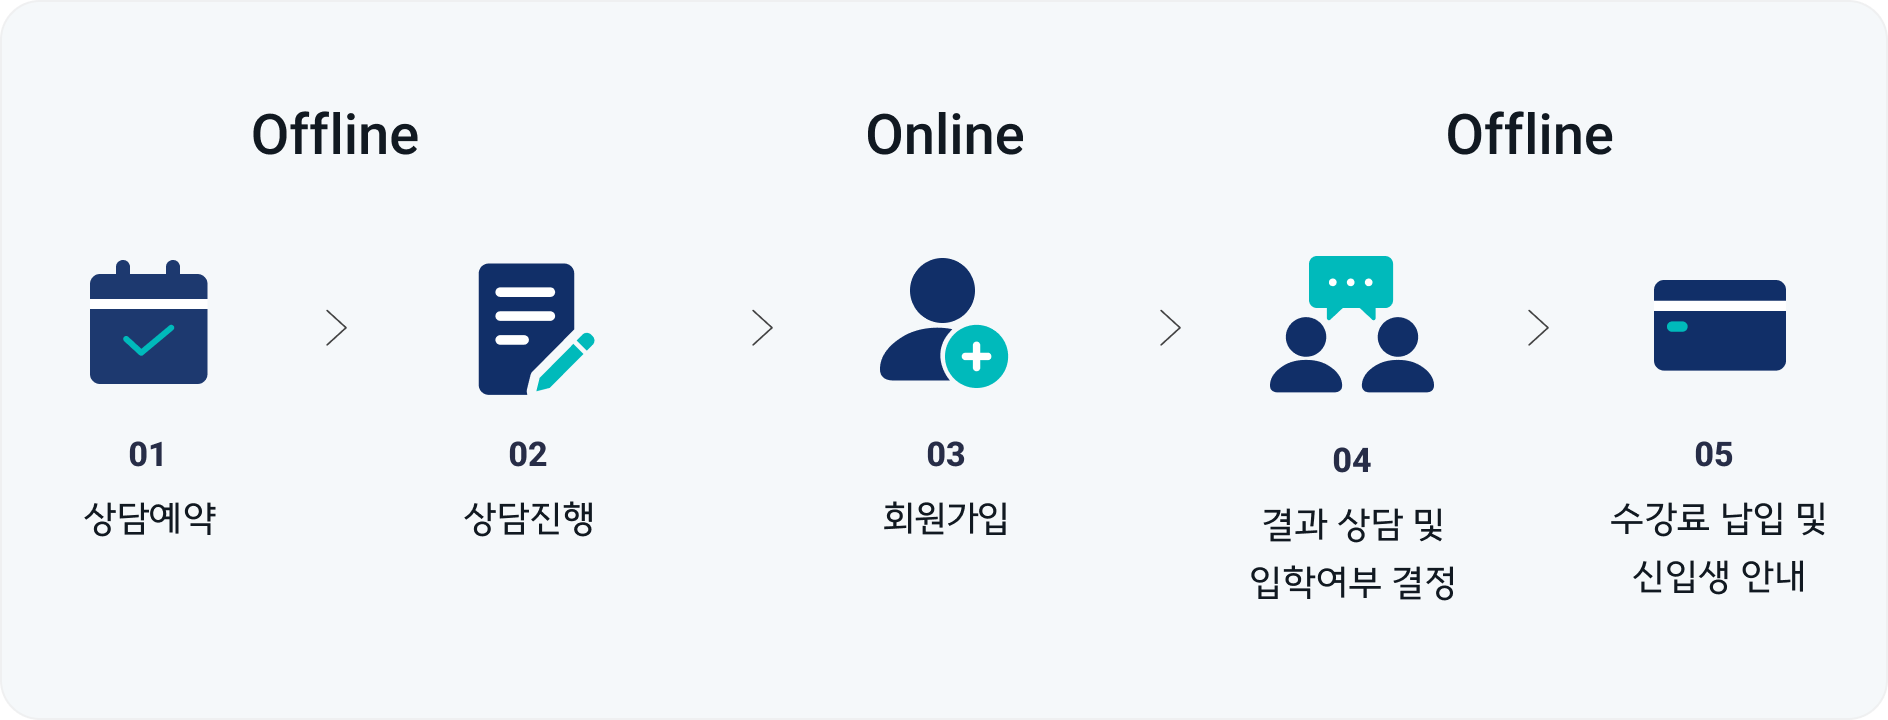 Offline
Online
Offline
01
상담예약
02
상담진행
03
회원가입
04
결과 상담 및
입학여부 결정
05
수강료 납입 및
신입생 안내